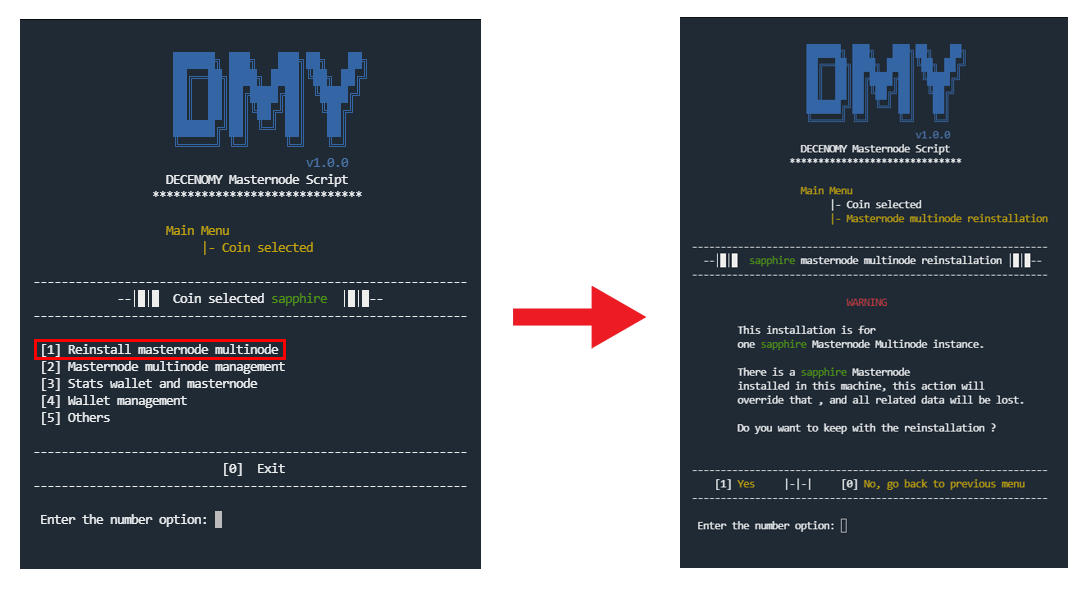 DMY
v1.0.0
DECENOMY Masternode Script
******************************
Main Menu
|- Coin selected
--|█|█ Coin selected sapphire |█|█--
[1] Reinstall masternode multinode
[2] Masternode multinode management
[3] Stats wallet and masternode
[4] Wallet management
[5] Others
[0] Exit
Enter the number option:
DMY
v1.0.0
DECENOMY Masternode Script
******************************
Main Menu
|- Coin selected
|- Masternode multinode reinstallation
--|█|█ sapphire masternode multinode reinstallation |█|█--
WARNING
This installation is for
one sapphire Masternode Multinode instance.
There is a sapphire Masternode
installed in this machine, this action will
override that , and all related data will be lost.
Do you want to keep with the reinstallation ?
[1] Yes |-|-| [0] No, go back to previous menu
Enter the number option: